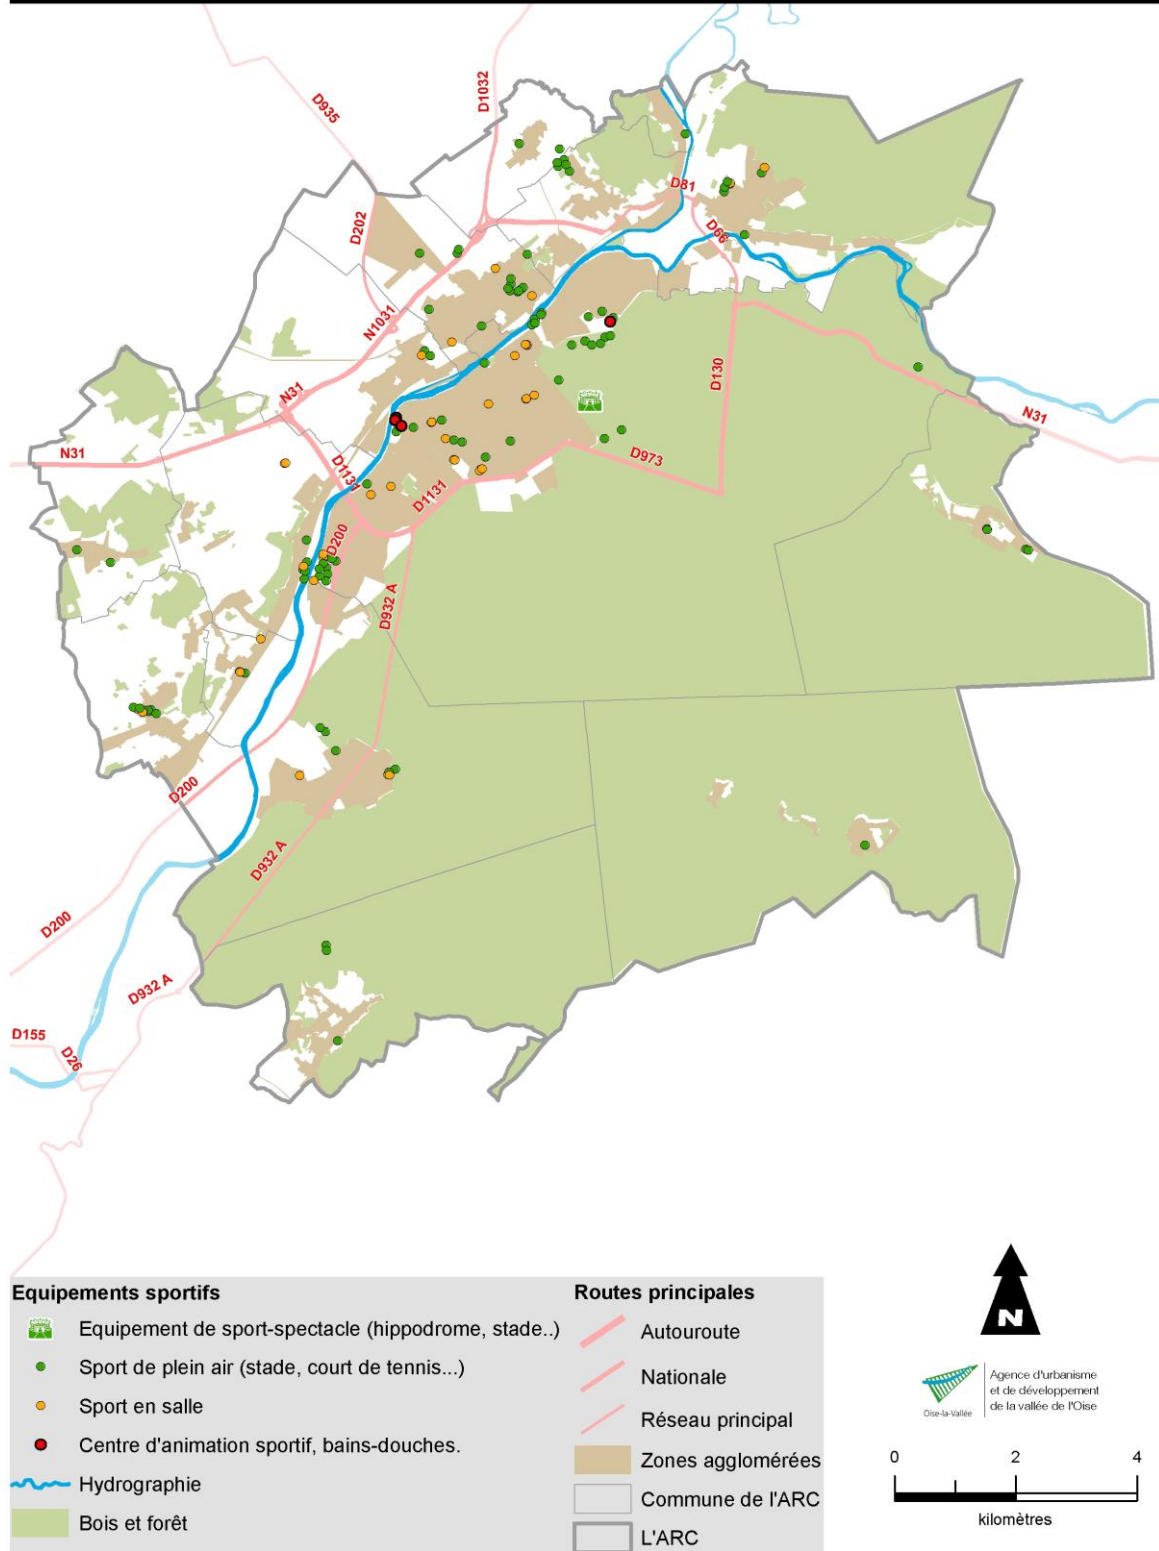 D935
D1032
D81
D202
D66
N1031
D130
N31
N31
N31
D1131
D973
D1131
D200
D932 A
D200
D932 A
D200
D932 A
D155
D26
Equipements sportifs
Equipement de sport-spectacle (hippodrome, stade..)
Sport de plein air (stade, court de tennis...)
Sport en salle
Centre d'animation sportif, bains-douches.
Hydrographie
Bois et forêt
Routes principales
Autouroute
Nationale
Réseau principal
Zones agglomérées
Commune de l'ARC
L'ARC
N
Oise-la-Vallée
Agence d'urbanisme
et de développement
de la vallée de l'Oise
0 2 4
kilomètres